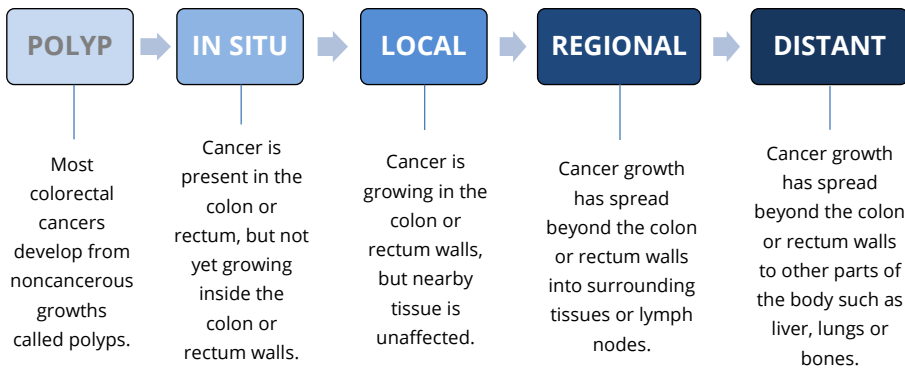 POLYP
IN SITU
LOCAL
REGIONAL
DISTANT
Most
colorectal
cancers
develop from
noncancerous
growths
called polyps.
Cancer is
present in the
colon or
rectum, but not
yet growing
inside the
colon or
rectum walls.
Cancer is
growing in the
colon or
rectum walls,
but nearby
tissue is
unaffected.
Cancer growth
has spread
beyond the colon
or rectum walls
into surrounding
tissues or lymph
nodes.
Cancer growth
has spread
beyond the colon
or rectum walls
to other parts of
the body such as
liver, lungs or
bones.